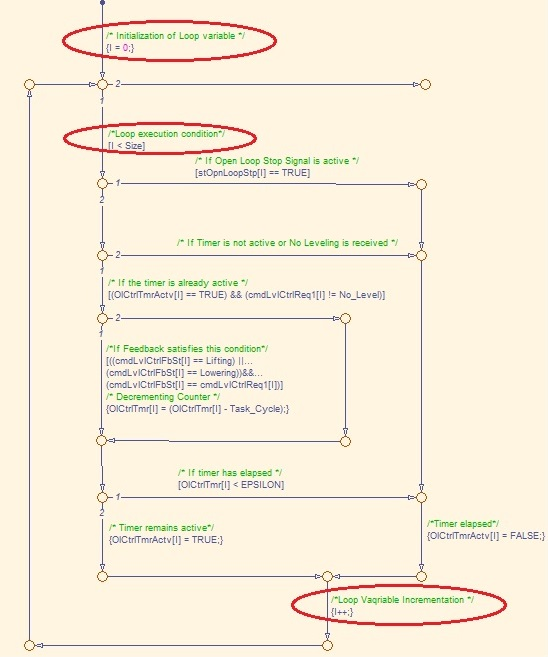 /* Initialization of Loop variable */
{I = 0;}
2
1
/*Loop execution condition*/
[I < Size]
/* If Open Loop Stop Signal is active */
[stOpnLoopStp[I] == TRUE]
1
2
/* If Timer is not active or No Leveling is received */
2
1
/* If the timer is already active */
[(OlCtrlTmrActv[I] == TRUE) && (cmdLvlCtrlReq1[I] != No_Level)]
2
1
/*If Feedback satisfies this condition*/
[((cmdLvlCtrlFbSt[I] == Lifting) ||...
(cmdLvlCtrlFbSt[I] == Lowering))&&...
(cmdLvlCtrlFbSt[I] == cmdLvlCtrlReq1[I])]
/* Decrementing Counter */
{OlCtrlTmr[I] = (OlCtrlTmr[I] - Task_Cycle);}
/* If timer has elapsed */
[OlCtrlTmr[I] < EPSILON]
1
2
/* Timer remains active*/
{OlCtrlTmrActv[I] = TRUE;}
/*Timer elapsed*/
{OlCtrlTmrActv[I] = FALSE;}
/*Loop Vaqriable Incrementation */
{I++;}